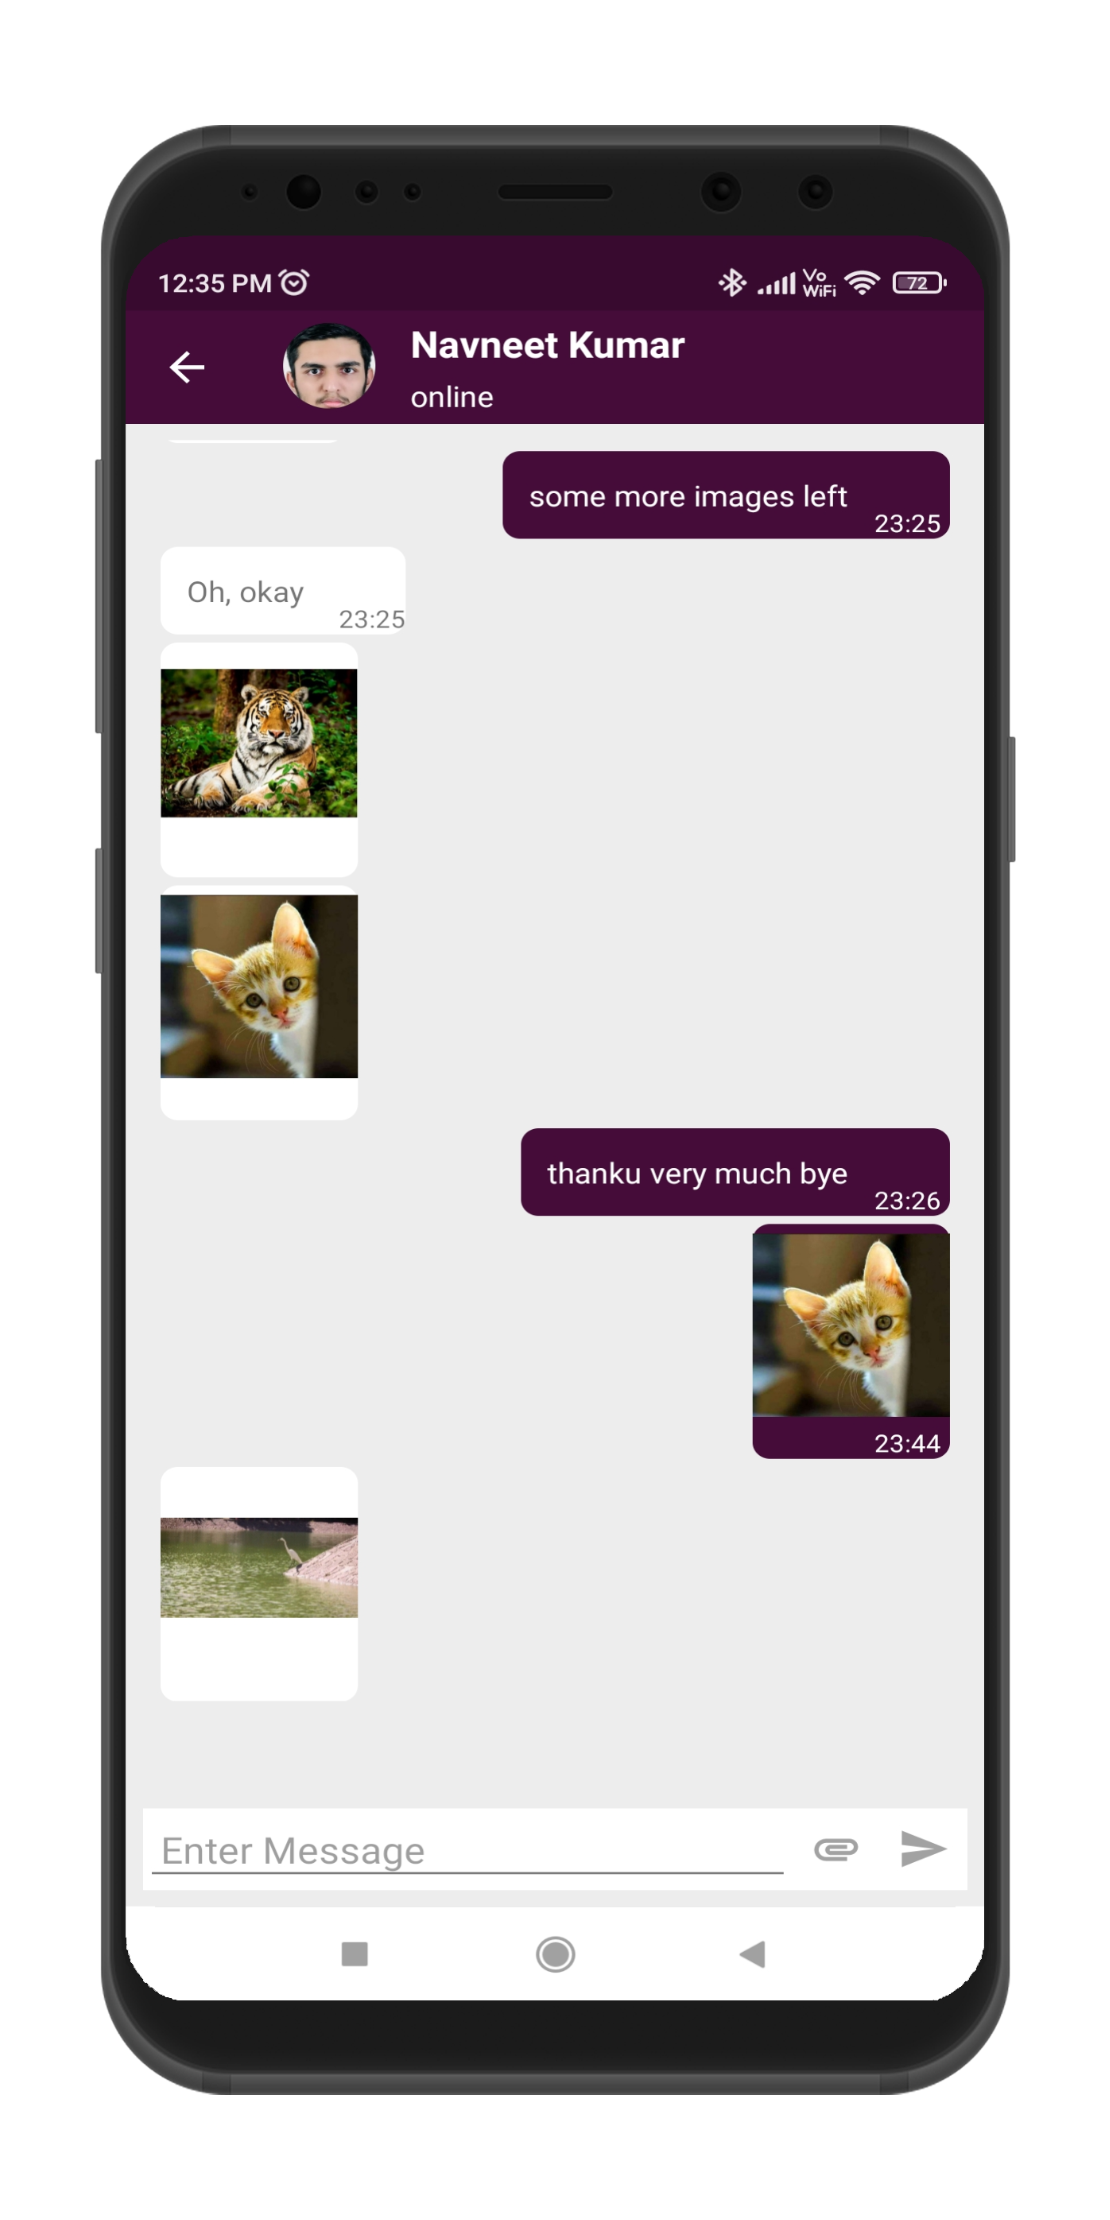 12:35 PM
Vo
WiFi
72
Navneet Kumar
online
some more images left
23:25
Oh, okay
23:25
thanku very much bye
23:26
23:44
Enter Message